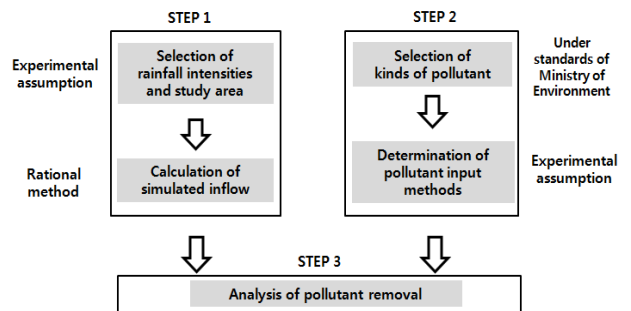 STEP 1
Experimental
assumption
Selection of
rainfall intensities
and study area
Rational
method
Calculation of
simulated inflow
STEP 2
Selection of
kinds of pollutant
Under
standards of
Ministry of
Environment
Determination of
pollutant input
methods
Experimental
assumption
STEP 3
Analysis of pollutant removal